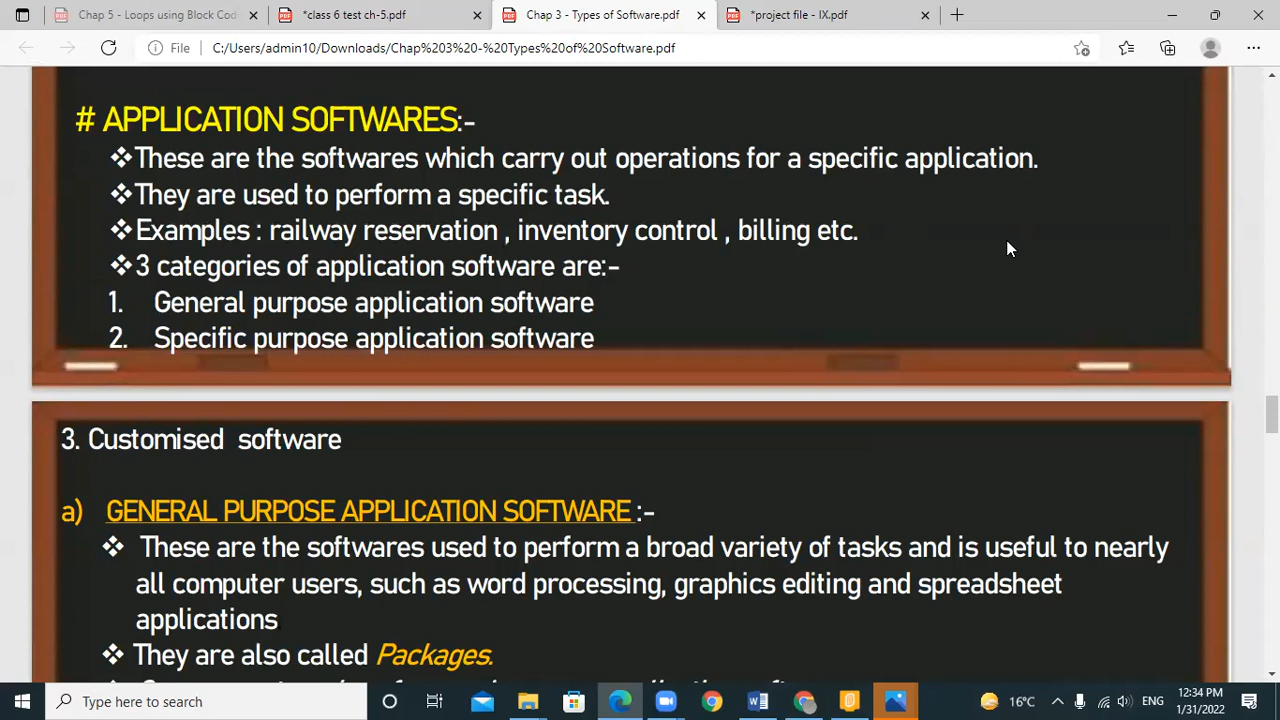 Chap 5 - Loops using Block Cod
*class 6 test ch-5.pdf
Chap 3 - Types of Software.pdf
*project file - IX.pdf
File
C:/Users/admin10/Downloads/Chap%203%20-%20Types%20of%20Software.pdf
# APPLICATION SOFTWARES:-
❖These are the softwares which carry out operations for a specific application.
❖They are used to perform a specific task.
❖Examples : railway reservation , inventory control , billing etc.
❖3 categories of application software are:-
1. General purpose application software
2. Specific purpose application software
3. Customised software
a) GENERAL PURPOSE APPLICATION SOFTWARE :-
❖ These are the softwares used to perform a broad variety of tasks and is useful to nearly
all computer users, such as word processing, graphics editing and spreadsheet
applications
❖ They are also called Packages.
Type here to search
16°C
ENG
12:34 PM
1/31/2022